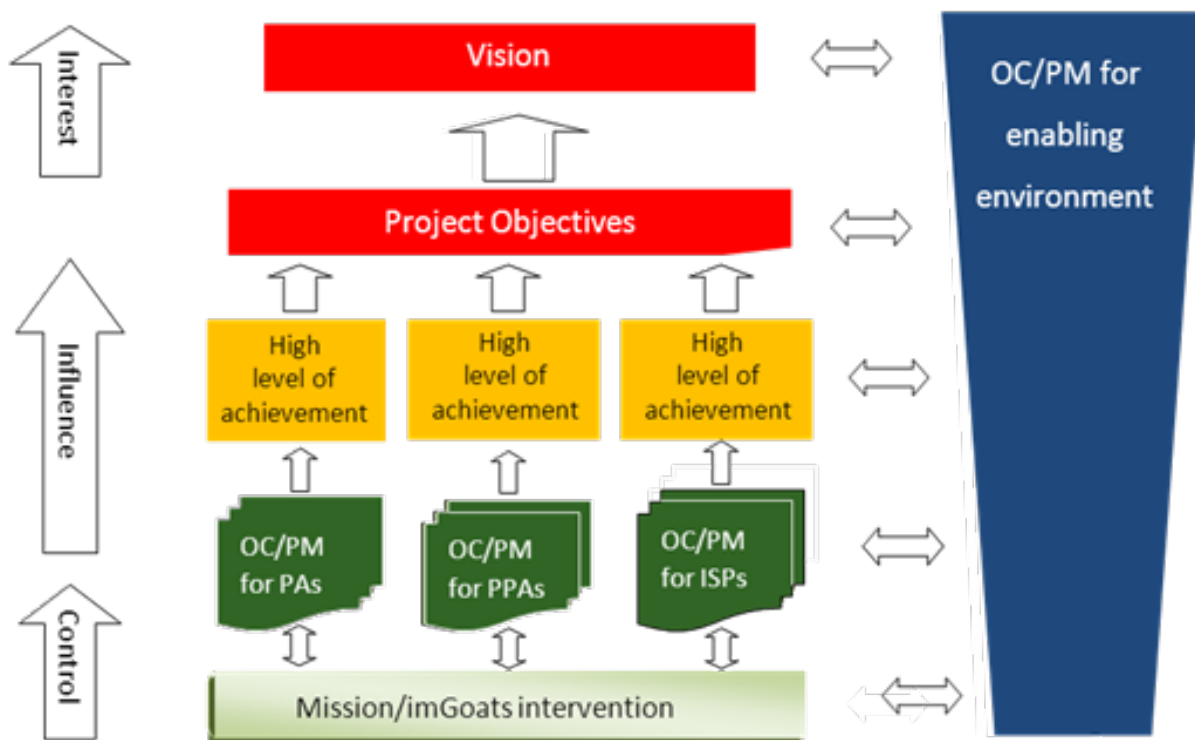 Interest
Vision
OC/PM for
enabling
environment
Project Objectives
Influence
High
level of
achievement
High
level of
achievement
High
level of
achievement
OC/PM
for PAs
OC/PM
for PPAs
OC/PM
for ISPs
Control
Mission/imGoats intervention